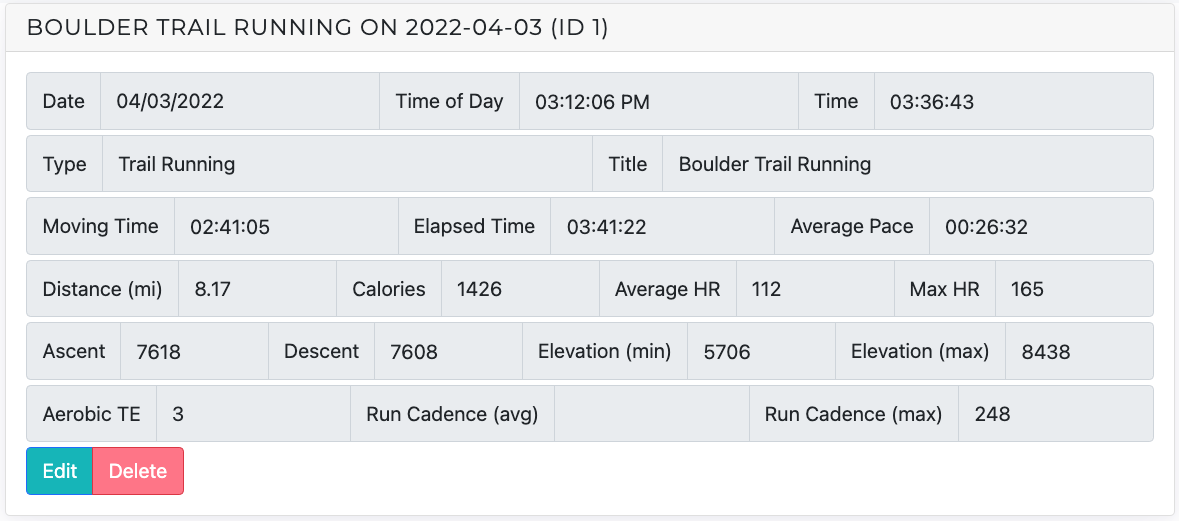 BOULDER TRAIL RUNNING ON 2022-04-03 (ID 1)
Date 04/03/2022 Time of Day 03:12:06 PM Time 03:36:43
Type Trail Running Title Boulder Trail Running
Moving Time 02:41:05 Elapsed Time 03:41:22 Average Pace 00:26:32
Distance (mi) 8.17 Calories 1426 Average HR 112 Max HR 165
Ascent 7618 Descent 7608 Elevation (min) 5706 Elevation (max) 8438
Aerobic TE 3 Run Cadence (avg) Run Cadence (max) 248
Edit Delete